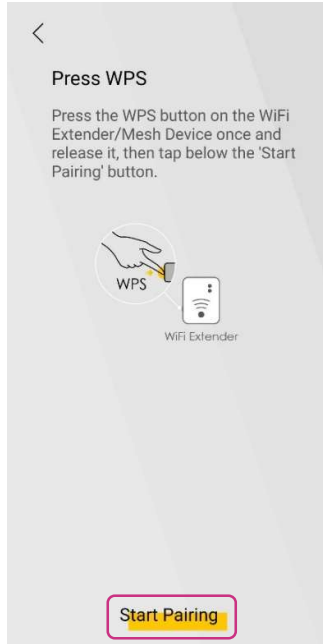 Press WPS
Press the WPS button on the WiFi
Extender/Mesh Device once and
release it, then tap below the 'Start
Pairing' button.
WPS
WiFi Extender
Start Pairing